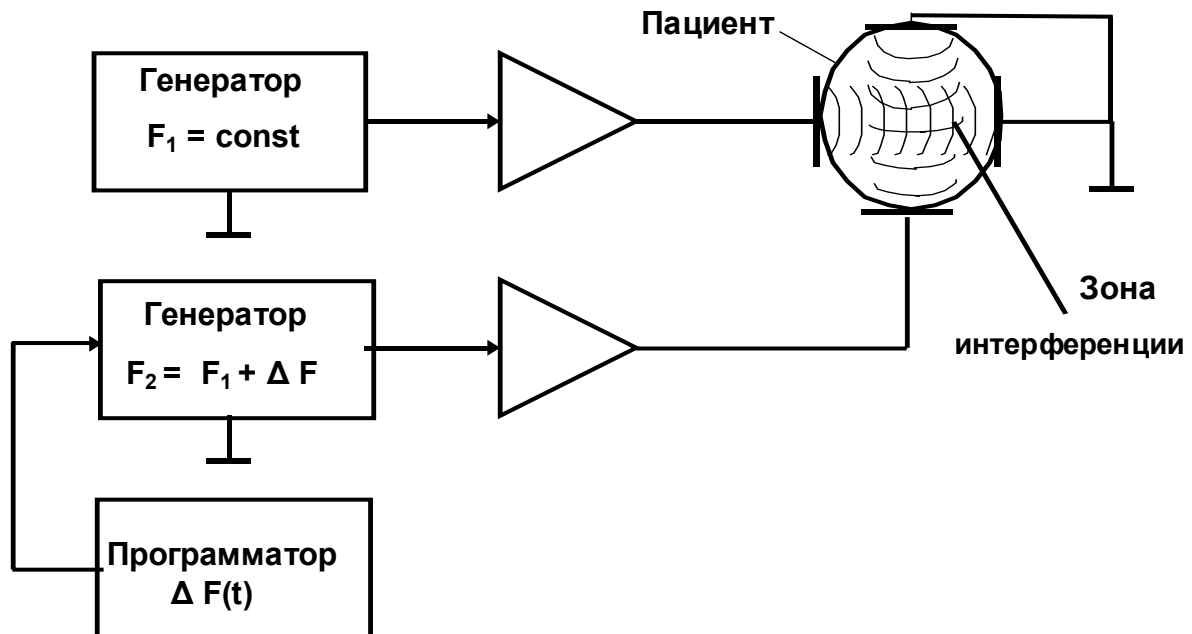 Пациент
Генератор
F₁ = const
Генератор
F₂ = F₁ + Δ F
Зона
интерференции
Программатор
Δ F(t)